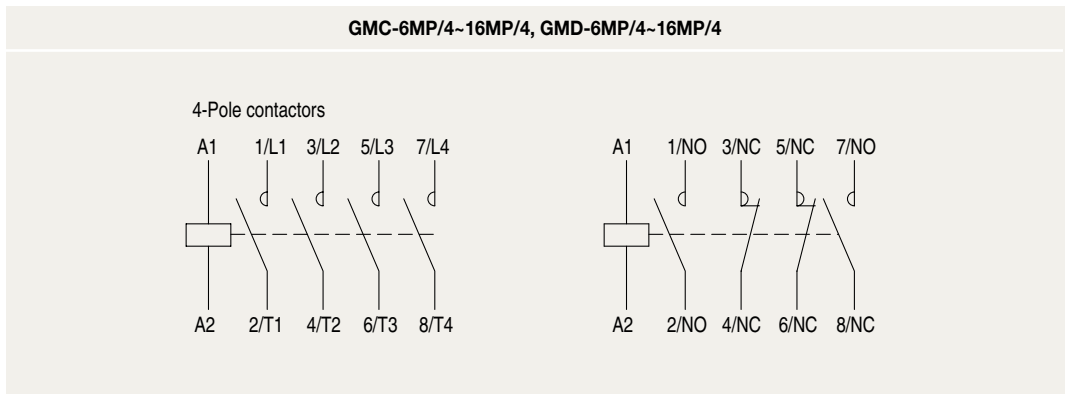 GMC-6MP/4~16MP/4, GMD-6MP/4~16MP/4
4-Pole contactors
A1 1/L1 3/L2 5/L3 7/L4
A2 2/T1 4/T2 6/T3 8/T4
A1 1/NO 3/NC 5/NC 7/NO
A2 2/NO 4/NC 6/NC 8/NC